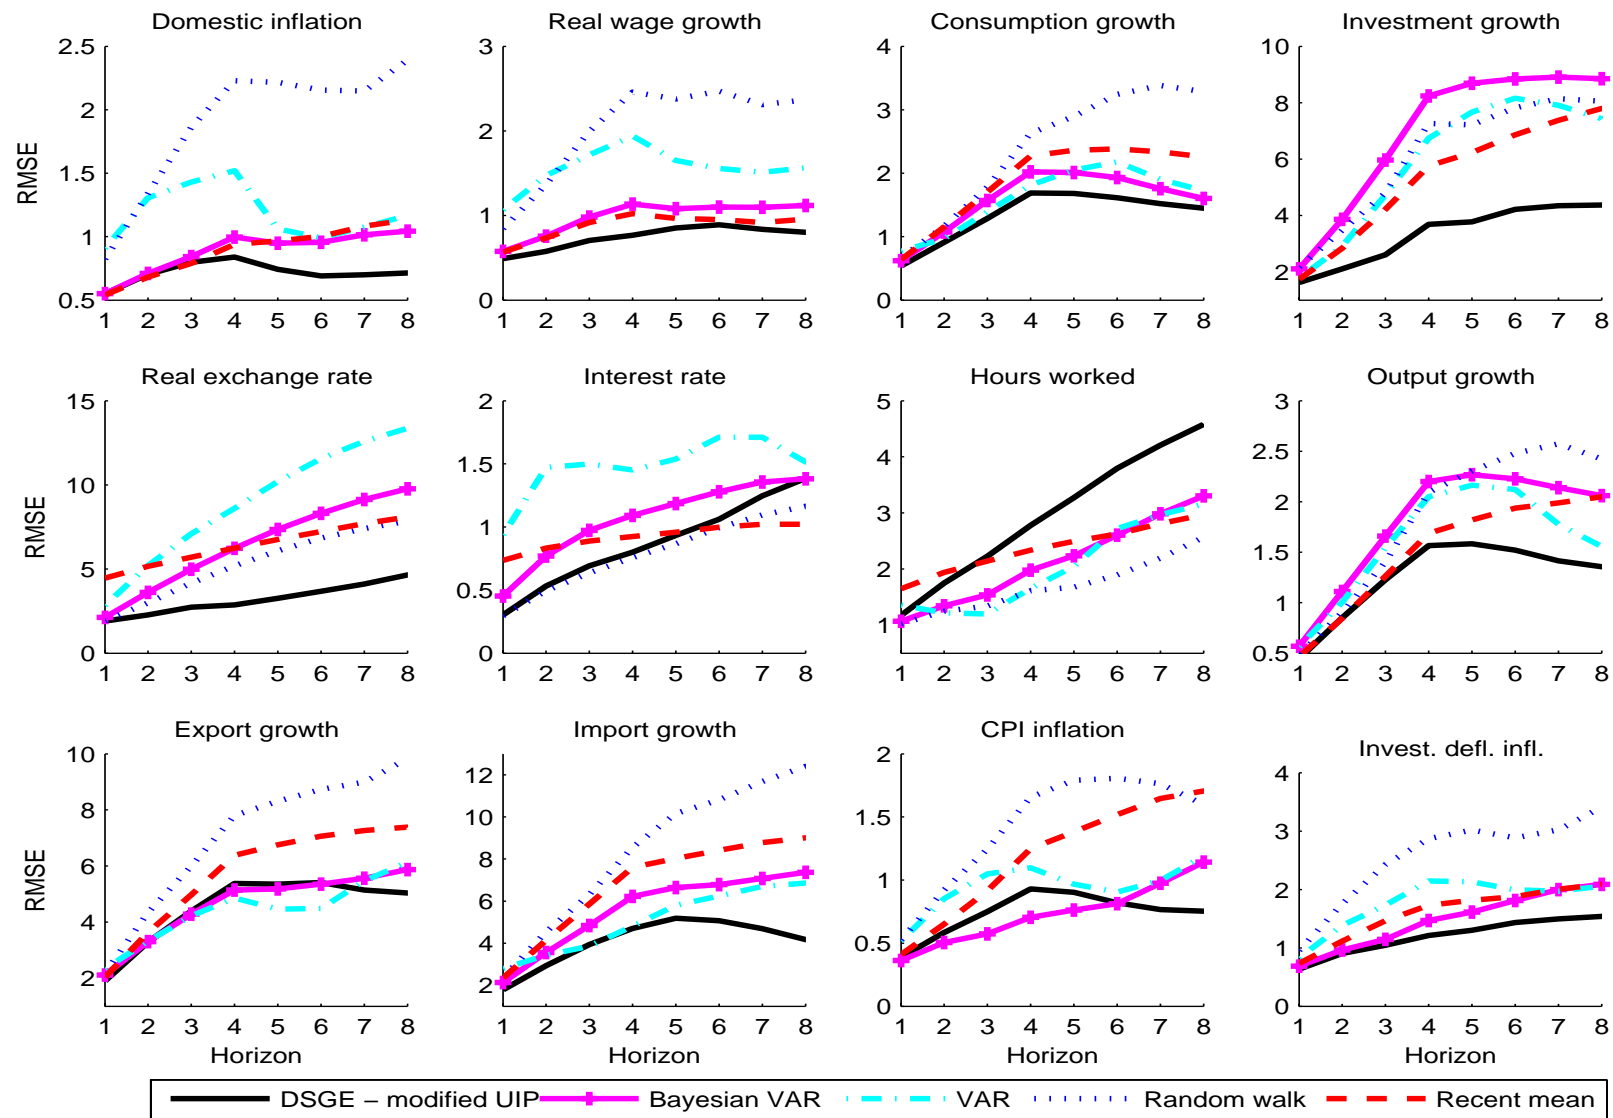 Domestic inflation
Real wage growth
Consumption growth
Investment growth
RMSE
2.5
2
1.5
1
0.5
1 2 3 4 5 6 7 8
3
2
1
0
1 2 3 4 5 6 7 8
4
3
2
1
0
1 2 3 4 5 6 7 8
10
8
6
4
2
1 2 3 4 5 6 7 8
Real exchange rate
Interest rate
Hours worked
Output growth
RMSE
15
10
5
0
1 2 3 4 5 6 7 8
2
1.5
1
0.5
0
1 2 3 4 5 6 7 8
5
4
3
2
1
1 2 3 4 5 6 7 8
3
2.5
2
1.5
1
0.5
1 2 3 4 5 6 7 8
Export growth
Import growth
CPI inflation
Invest. defl. infl.
RMSE
10
8
6
4
2
1 2 3 4 5 6 7 8
Horizon
12
10
8
6
4
2
1 2 3 4 5 6 7 8
Horizon
2
1.5
1
0.5
0
1 2 3 4 5 6 7 8
Horizon
4
3
2
1
0
1 2 3 4 5 6 7 8
Horizon
DSGE – modified UIP
Bayesian VAR
VAR
Random walk
Recent mean